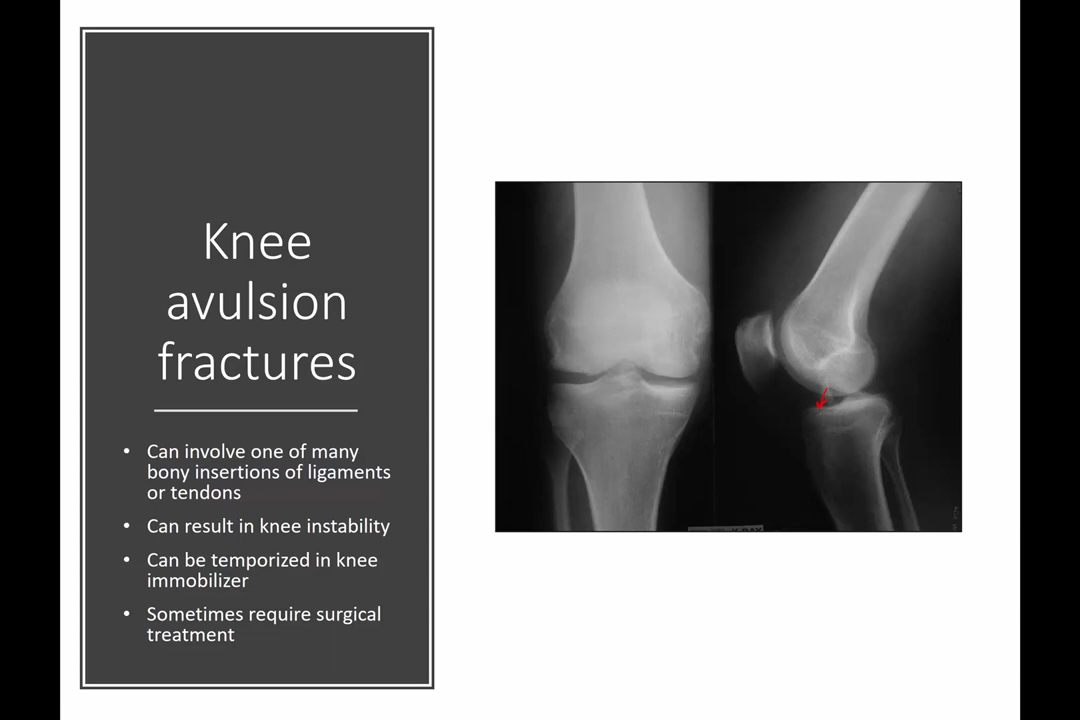 Knee
avulsion
fractures
• Can involve one of many
bony insertions of ligaments
or tendons
• Can result in knee instability
• Can be temporized in knee
immobilizer
• Sometimes require surgical
treatment